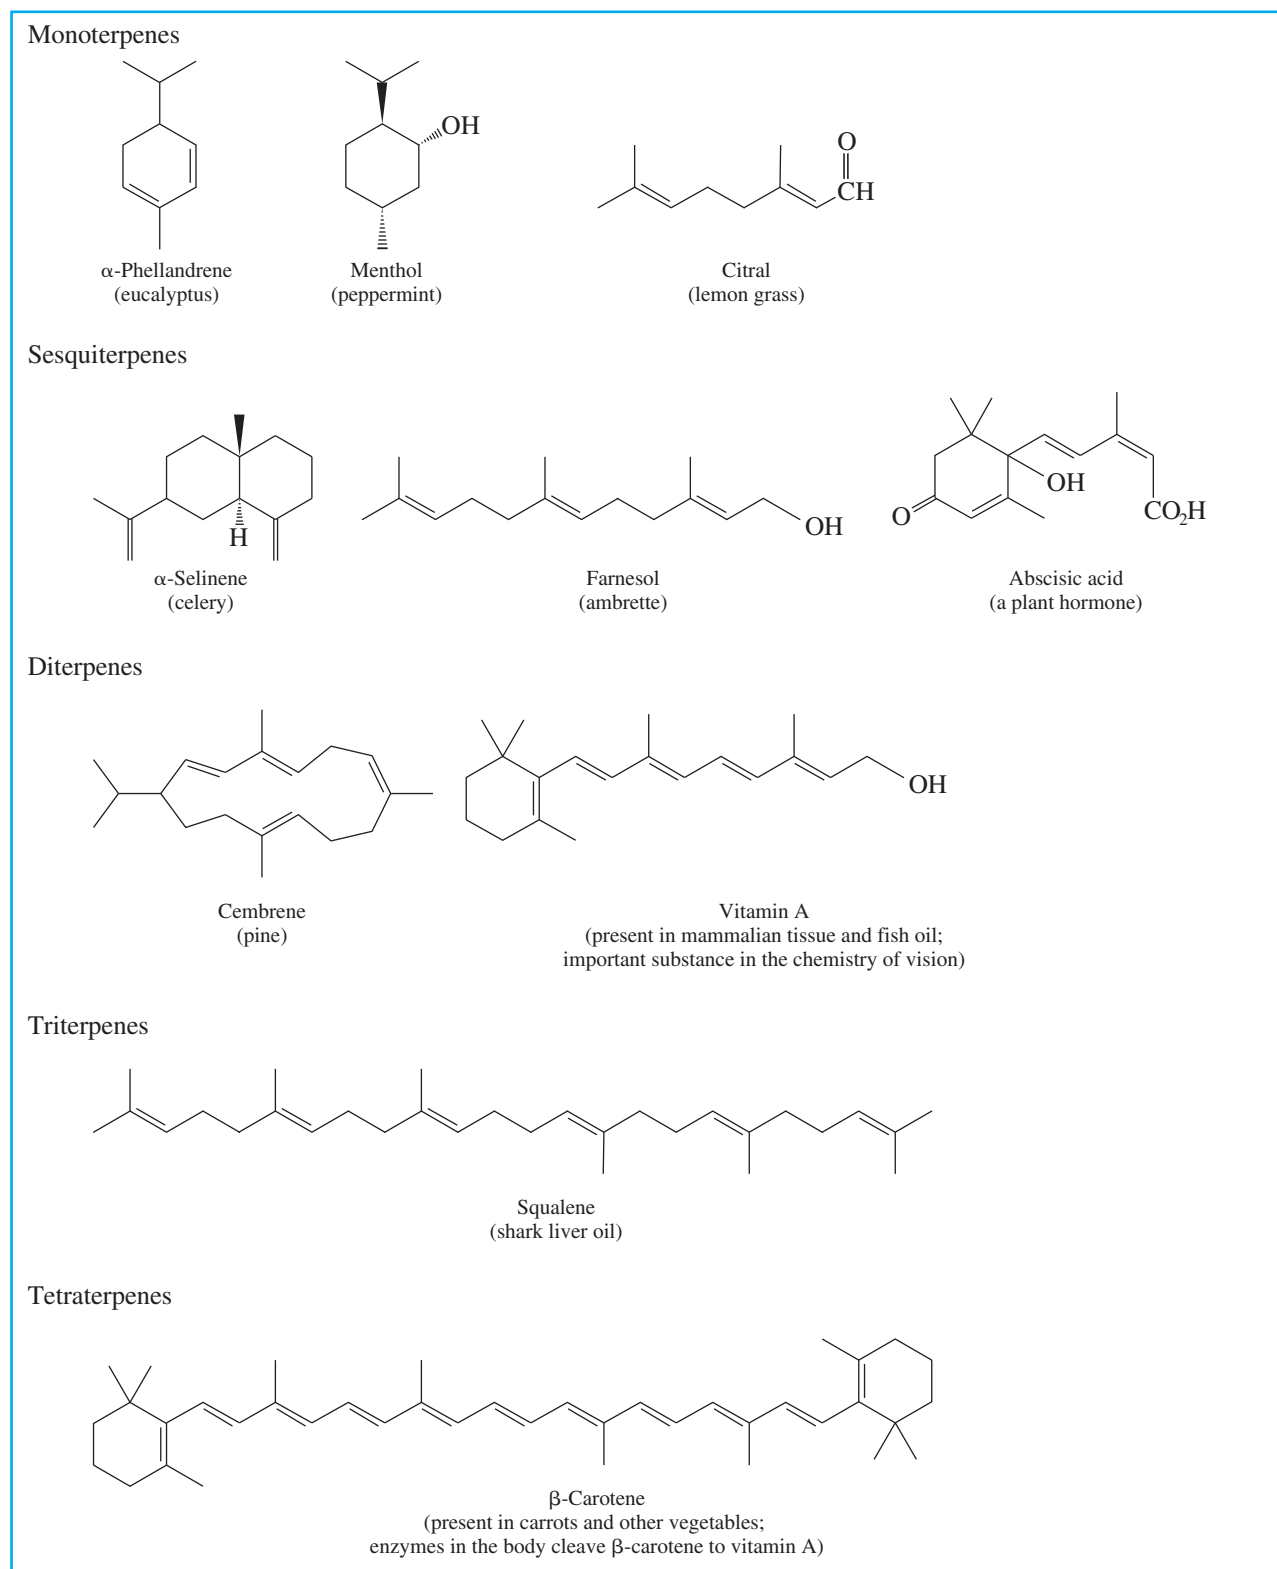 Monoterpenes
OH
O
CH
α-Phellandrene
(eucalyptus)
Menthol
(peppermint)
Citral
(lemon grass)
Sesquiterpenes
H
OH
O
OH
CO₂H
α-Selinene
(celery)
Farnesol
(ambrette)
Abscisic acid
(a plant hormone)
Diterpenes
OH
Cembrene
(pine)
Vitamin A
(present in mammalian tissue and fish oil;
important substance in the chemistry of vision)
Triterpenes
Squalene
(shark liver oil)
Tetraterpenes
β-Carotene
(present in carrots and other vegetables;
enzymes in the body cleave β-carotene to vitamin A)